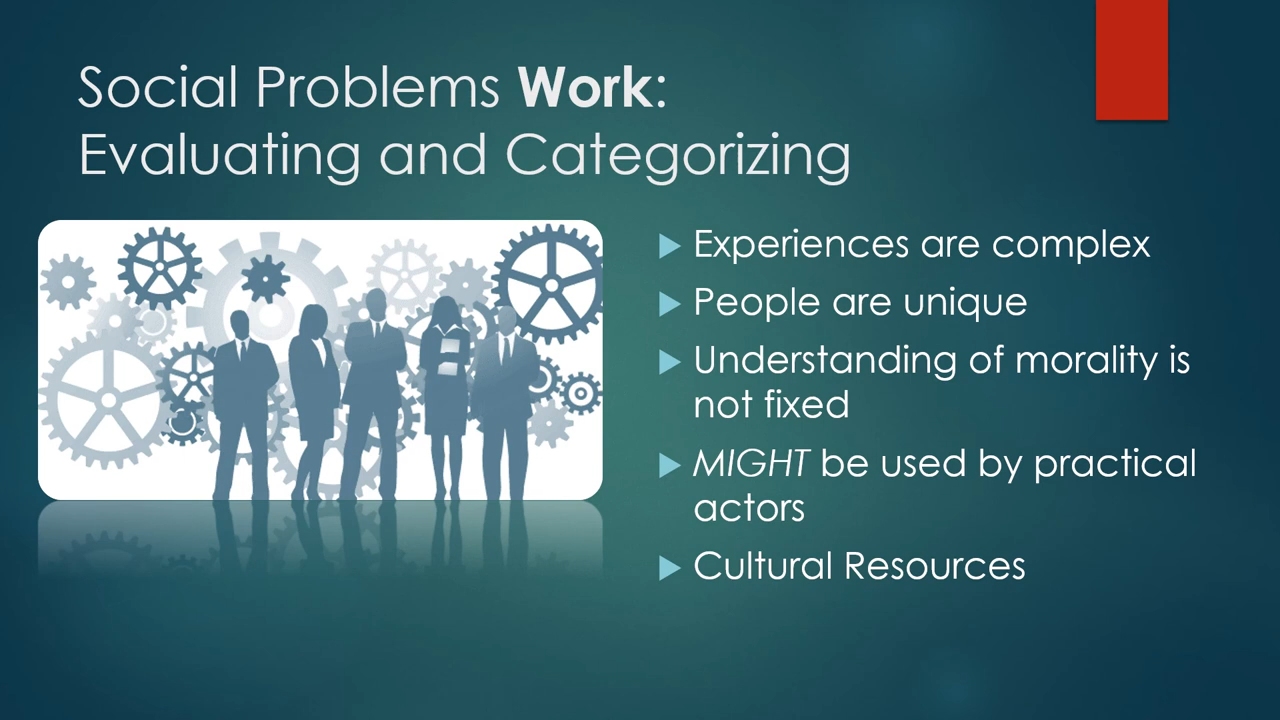 Social Problems Work:
Evaluating and Categorizing
Experiences are complex
People are unique
Understanding of morality is
not fixed
MIGHT be used by practical
actors
Cultural Resources